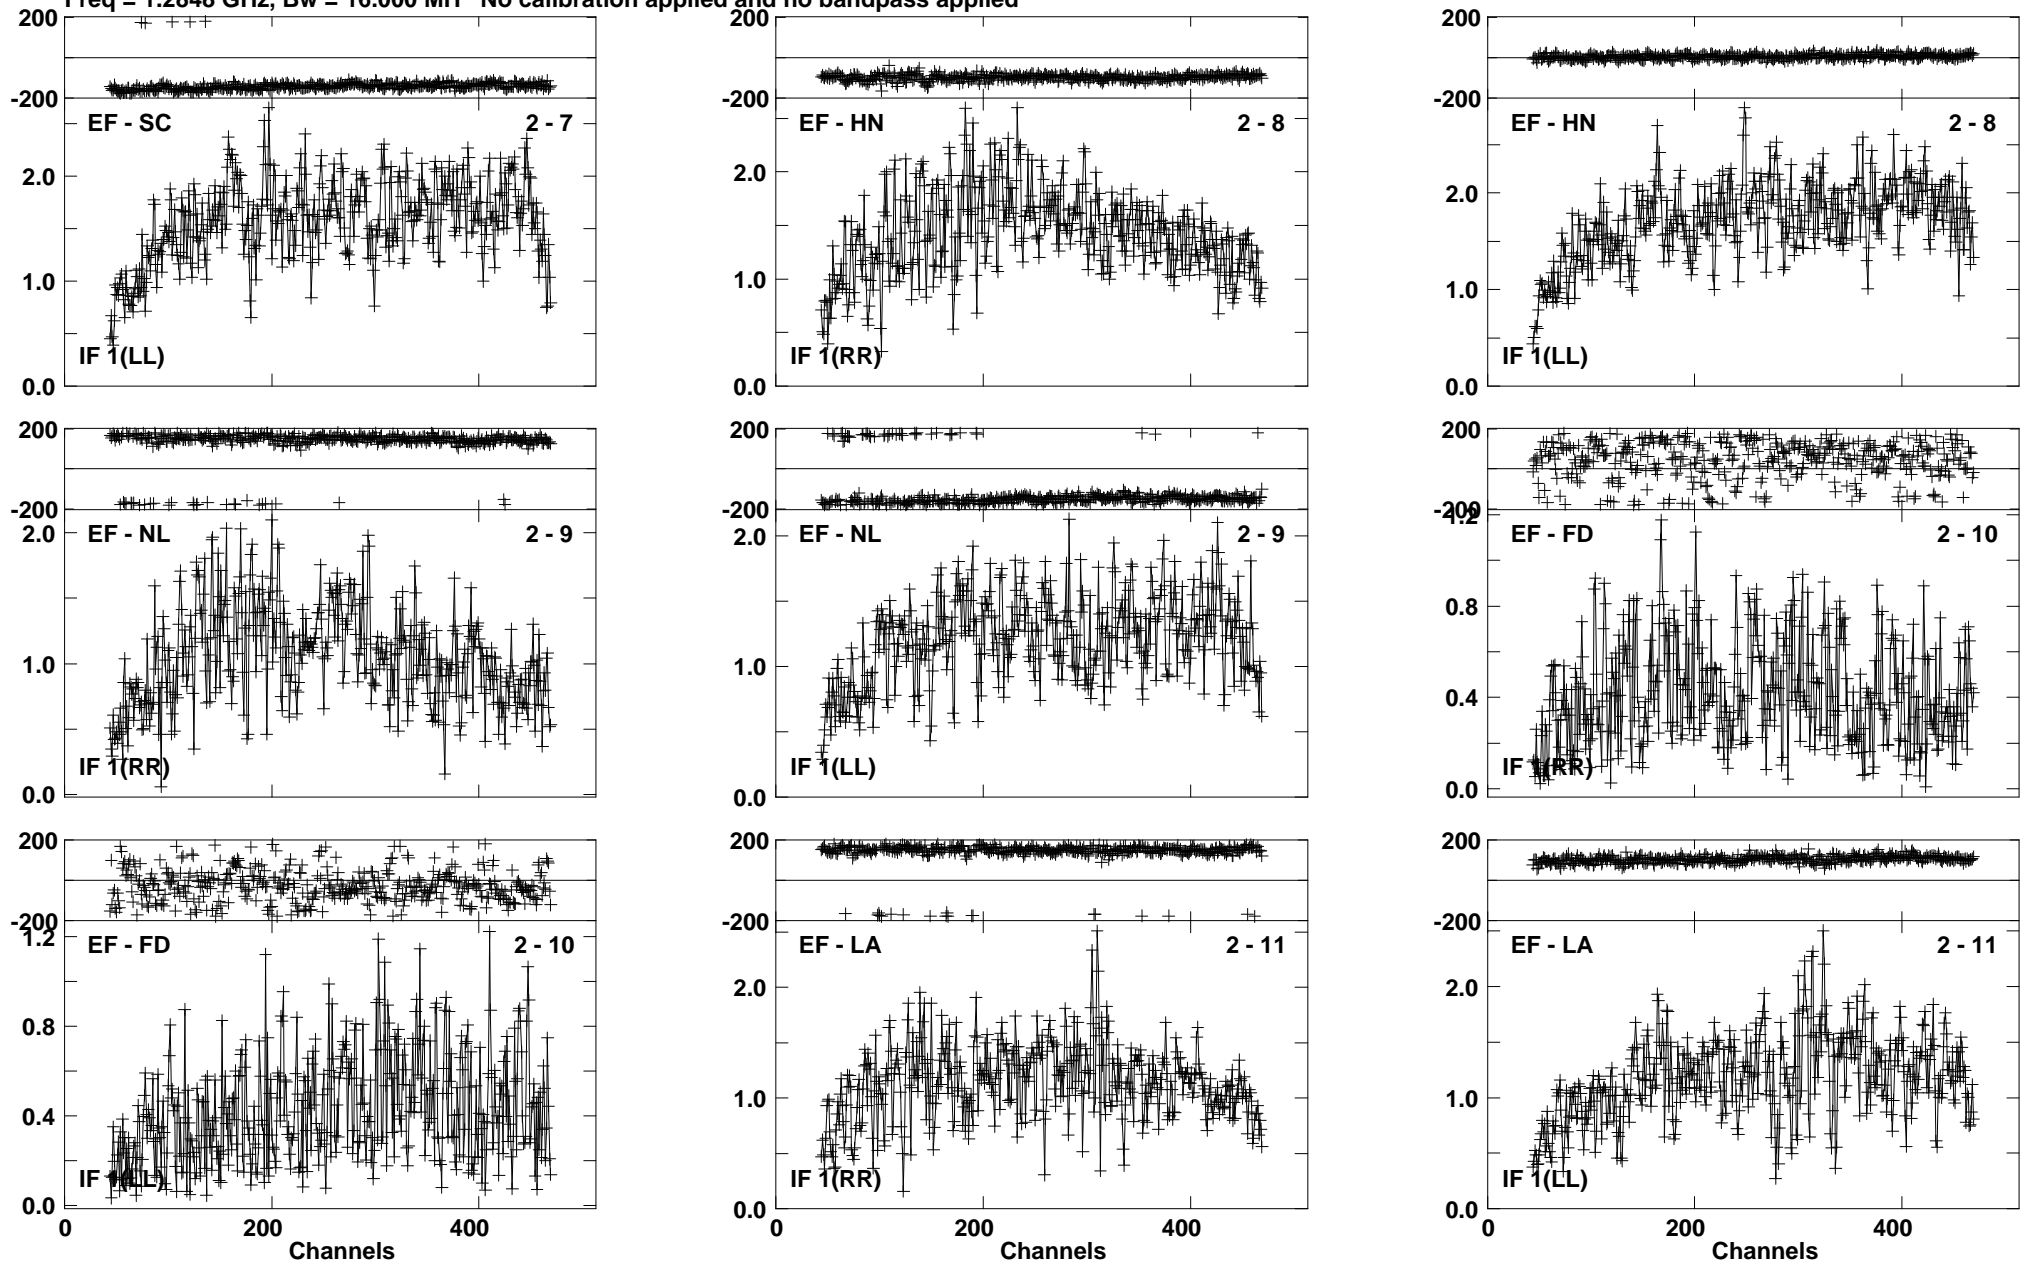 Freq = 1.2848 GHz, Bw = 16.000 MH No calibration applied and no bandpass applied
200
-200
EF - SC 2 - 7
2.0
1.0
IF 1(LL)
0.0
200
-200
EF - HN 2 - 8
2.0
1.0
IF 1(RR)
0.0
200
-200
EF - HN 2 - 8
2.0
1.0
IF 1(LL)
0.0
200
-200
EF - NL 2 - 9
2.0
1.0
IF 1(RR)
0.0
200
-200
EF - NL 2 - 9
2.0
1.0
IF 1(LL)
0.0
200
-200
1.2
EF - FD 2 - 10
0.8
0.4
IF 1(RR)
0.0
200
-200
1.2
EF - FD 2 - 10
0.8
0.4
IF 1(LL)
0.0
0 200 400
Channels
200
-200
EF - LA 2 - 11
2.0
1.0
IF 1(RR)
0.0
0 200 400
Channels
200
-200
EF - LA 2 - 11
2.0
1.0
IF 1(LL)
0.0
0 200 400
Channels